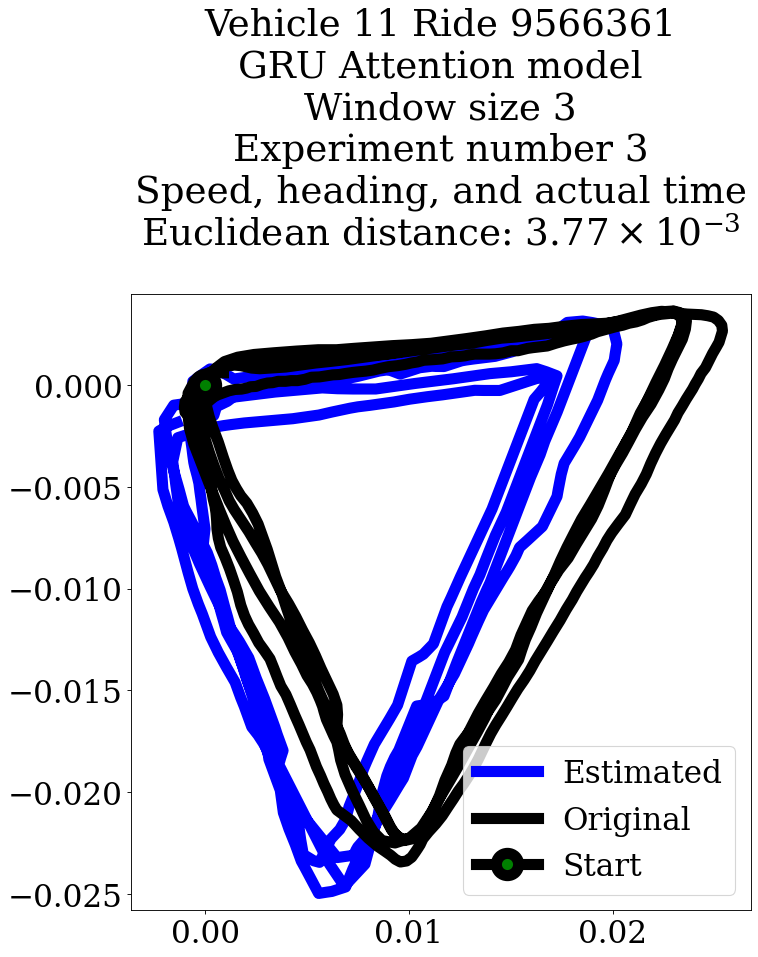 Vehicle 11 Ride 9566361
GRU Attention model
Window size 3
Experiment number 3
Speed, heading, and actual time
Euclidean distance: 3.77 × 10⁻³
0.000
−0.005
−0.010
−0.015
−0.020
−0.025
0.00
0.01
0.02
Estimated
Original
Start